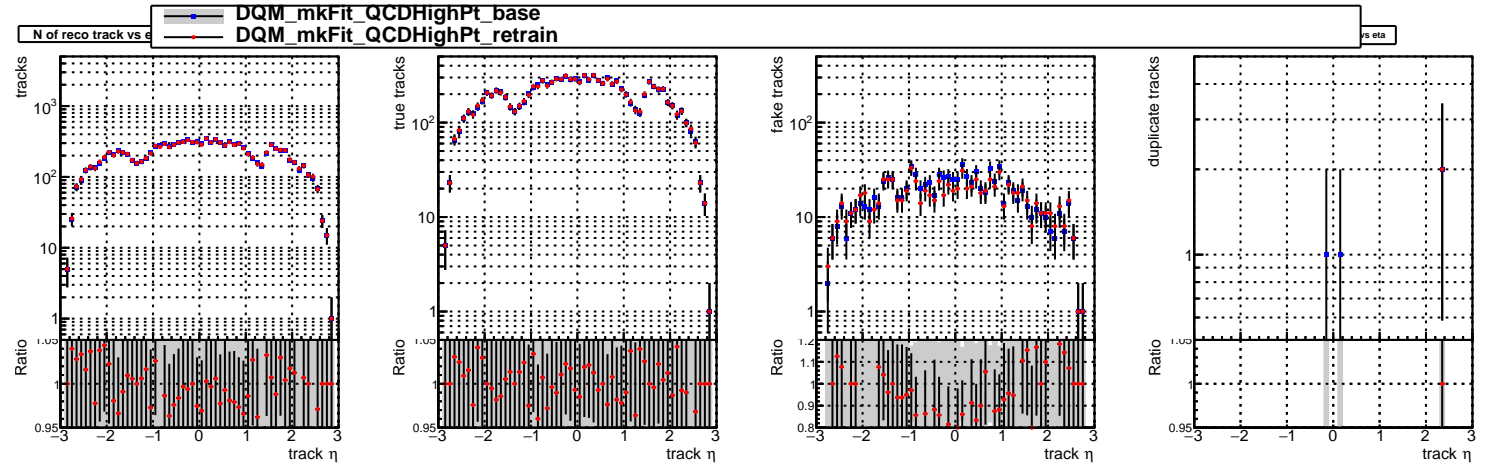 DQM_mkFit_QCDHighPt_base
DQM_mkFit_QCDHighPt_retrain
N of reco track vs e
vs eta
tracks
10³
10²
10
1
Ratio
1.05
1
0.95
−3 −2 −1 0 1 2 3
track η
true tracks
10²
10
1
Ratio
1.05
1
0.95
−3 −2 −1 0 1 2 3
track η
fake tracks
10²
10
1
Ratio
1.2
1.1
1
0.9
0.8
−3 −2 −1 0 1 2 3
track η
duplicate tracks
1
Ratio
1.05
1
0.95
−3 −2 −1 0 1 2 3
track η